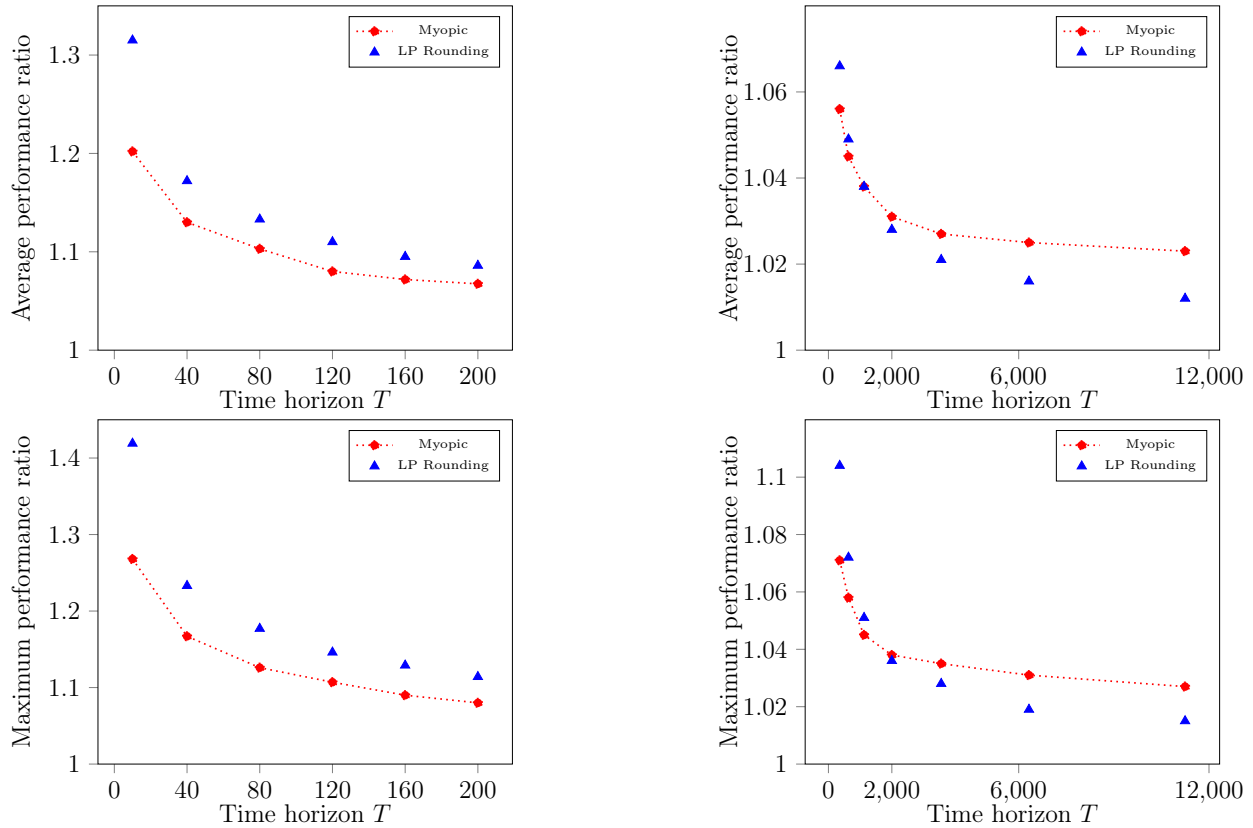 Average performance ratio
1.3
1.2
1.1
1
0 40 80 120 160 200
Time horizon T
Myopic
LP Rounding
Average performance ratio
1.06
1.04
1.02
1
0 2,000 6,000 12,000
Time horizon T
Myopic
LP Rounding
Maximum performance ratio
1.4
1.3
1.2
1.1
1
0 40 80 120 160 200
Time horizon T
Myopic
LP Rounding
Maximum performance ratio
1.1
1.08
1.06
1.04
1.02
1
0 2,000 6,000 12,000
Time horizon T
Myopic
LP Rounding